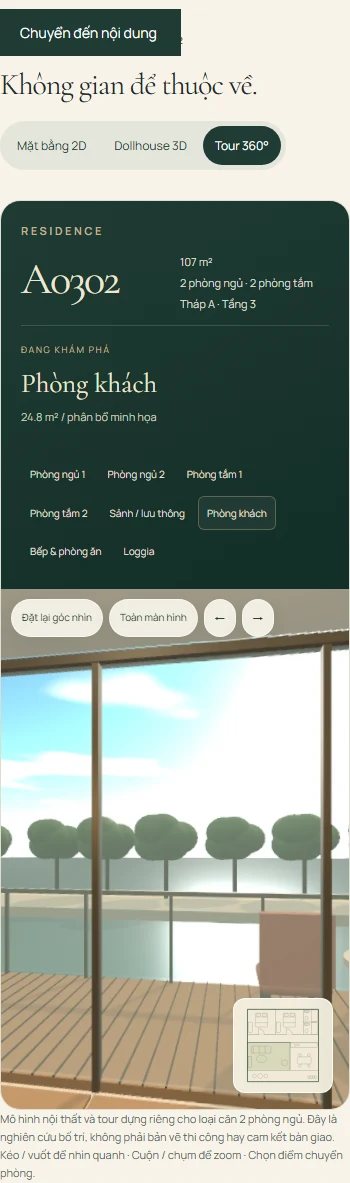 Chuyển đến nội dung
Không gian để thuộc về.
Mặt bằng 2D
Dollhouse 3D
Tour 360°
RESIDENCE
A0302
107 m²
2 phòng ngủ · 2 phòng tắm
Tháp A · Tầng 3
ĐANG KHÁM PHÁ
Phòng khách
24.8 m² / phân bổ minh họa
Phòng ngủ 1
Phòng ngủ 2
Phòng tắm 1
Phòng tắm 2
Sảnh / lưu thông
Phòng khách
Bếp & phòng ăn
Loggia
Đặt lại góc nhìn
Toàn màn hình
←
→
Mô hình nội thất và tour dựng riêng cho loại căn 2 phòng ngủ. Đây là
nghiên cứu bố trí, không phải bản vẽ thi công hay cam kết bàn giao.
Kéo / vuốt để nhìn quanh · Cuộn / chụm để zoom · Chọn điểm chuyển
phòng.